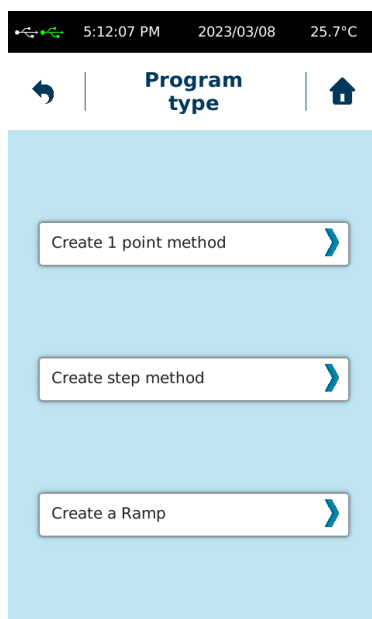 5:12:07 PM 2023/03/08 25.7°C
Program
type
Create 1 point method
Create step method
Create a Ramp